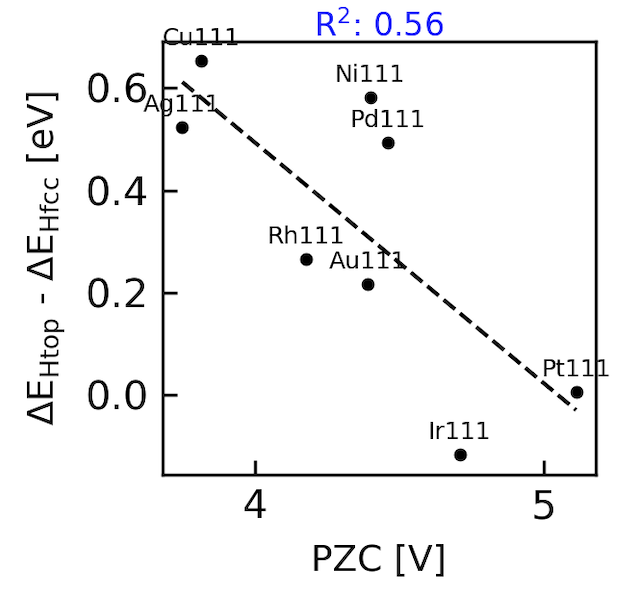 R²: 0.56
Cu111
Ni111
0.6
Ag111
Pd111
0.4
Rh111
Au111
0.2
Pt111
0.0
Ir111
ΔE_Htop - ΔE_Hfcc [eV]
4
5
PZC [V]